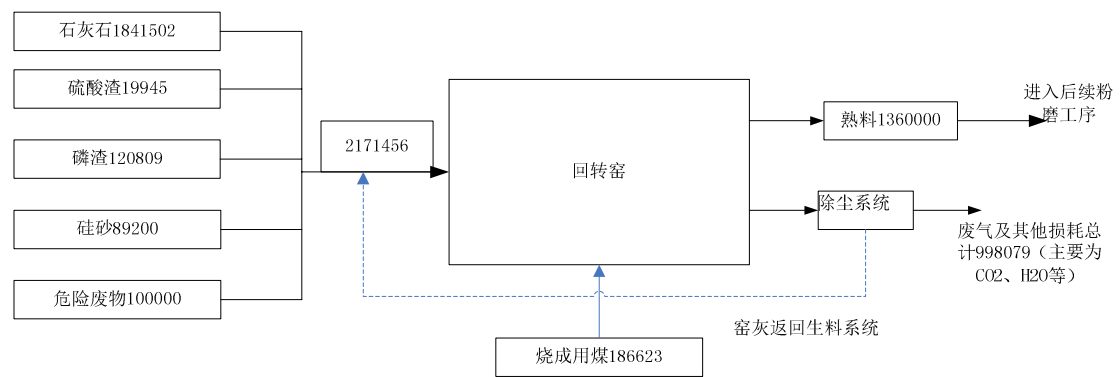 石灰石1841502
硫酸渣19945
磷渣120809
硅砂89200
危险废物100000
2171456
回转窑
熟料1360000
进入后续粉
磨工序
除尘系统
废气及其他损耗总
计998079（主要为
CO2、H2O等）
窑灰返回生料系统
烧成用煤186623